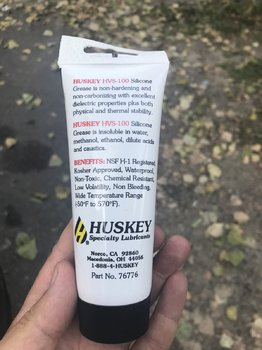 HUSKEY HVS-100 Silicone
Grease is non-hardening and
non-carbonizing with excellent
dielectric properties plus both
physical and thermal stability.
HUSKEY HVS-100 Silicone
Grease is insoluble in water,
methanol, ethanol, dilute acids
and caustics.
BENEFITS: NSF H-1 Registered,
Kosher Approved, Waterproof,
Non-Toxic, Chemical Resistant,
Low Volatility, Non Bleeding,
Wide Temperature Range
(-50°F to 570°F).
HUSKEY
Specialty Lubricants
Norco, CA 92860
Macedonia, OH 44056
1-888-4-HUSKEY
Part No. 76776